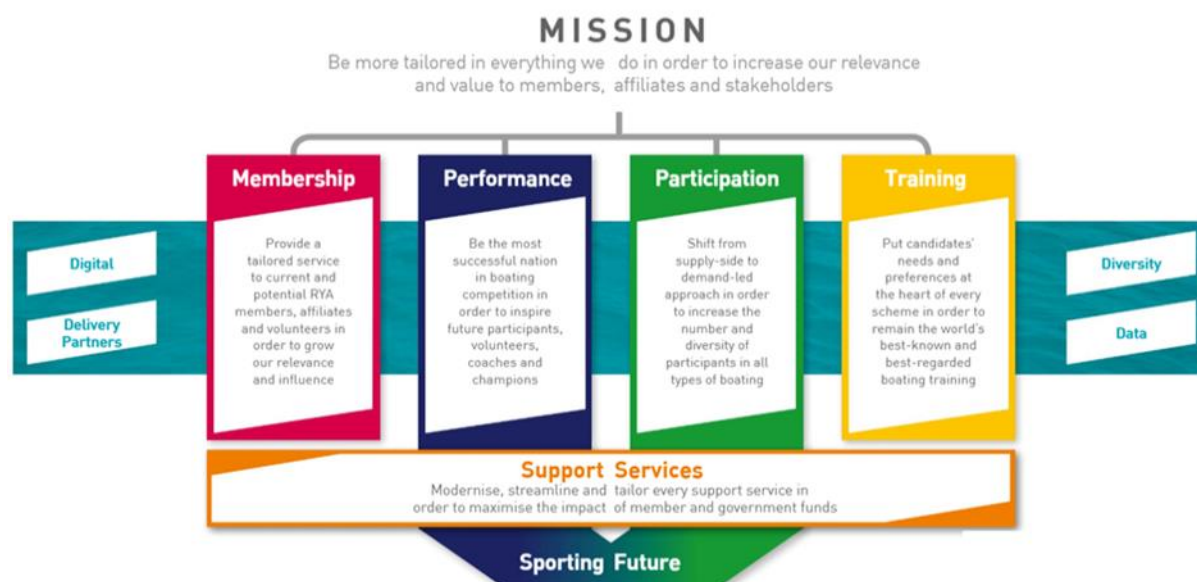 MISSION
Be more tailored in everything we do in order to increase our relevance
and value to members, affiliates and stakeholders
Membership
Provide a
tailored service
to current and
potential RYA
members, affiliates
and volunteers in
order to grow
our relevance
and influence
Performance
Be the most
successful nation
in boating
competition in
order to inspire
future participants,
volunteers,
coaches and
champions
Participation
Shift from
supply-side to
demand-led
approach in order
to increase the
number and
diversity of
participants in all
types of boating
Training
Put candidates'
needs and
preferences at
the heart of every
scheme in order to
remain the world's
best-known and
best-regarded
boating training
Digital
Delivery
Partners
Diversity
Data
Support Services
Modernise, streamline and tailor every support service in
order to maximise the impact of member and government funds
Sporting Future